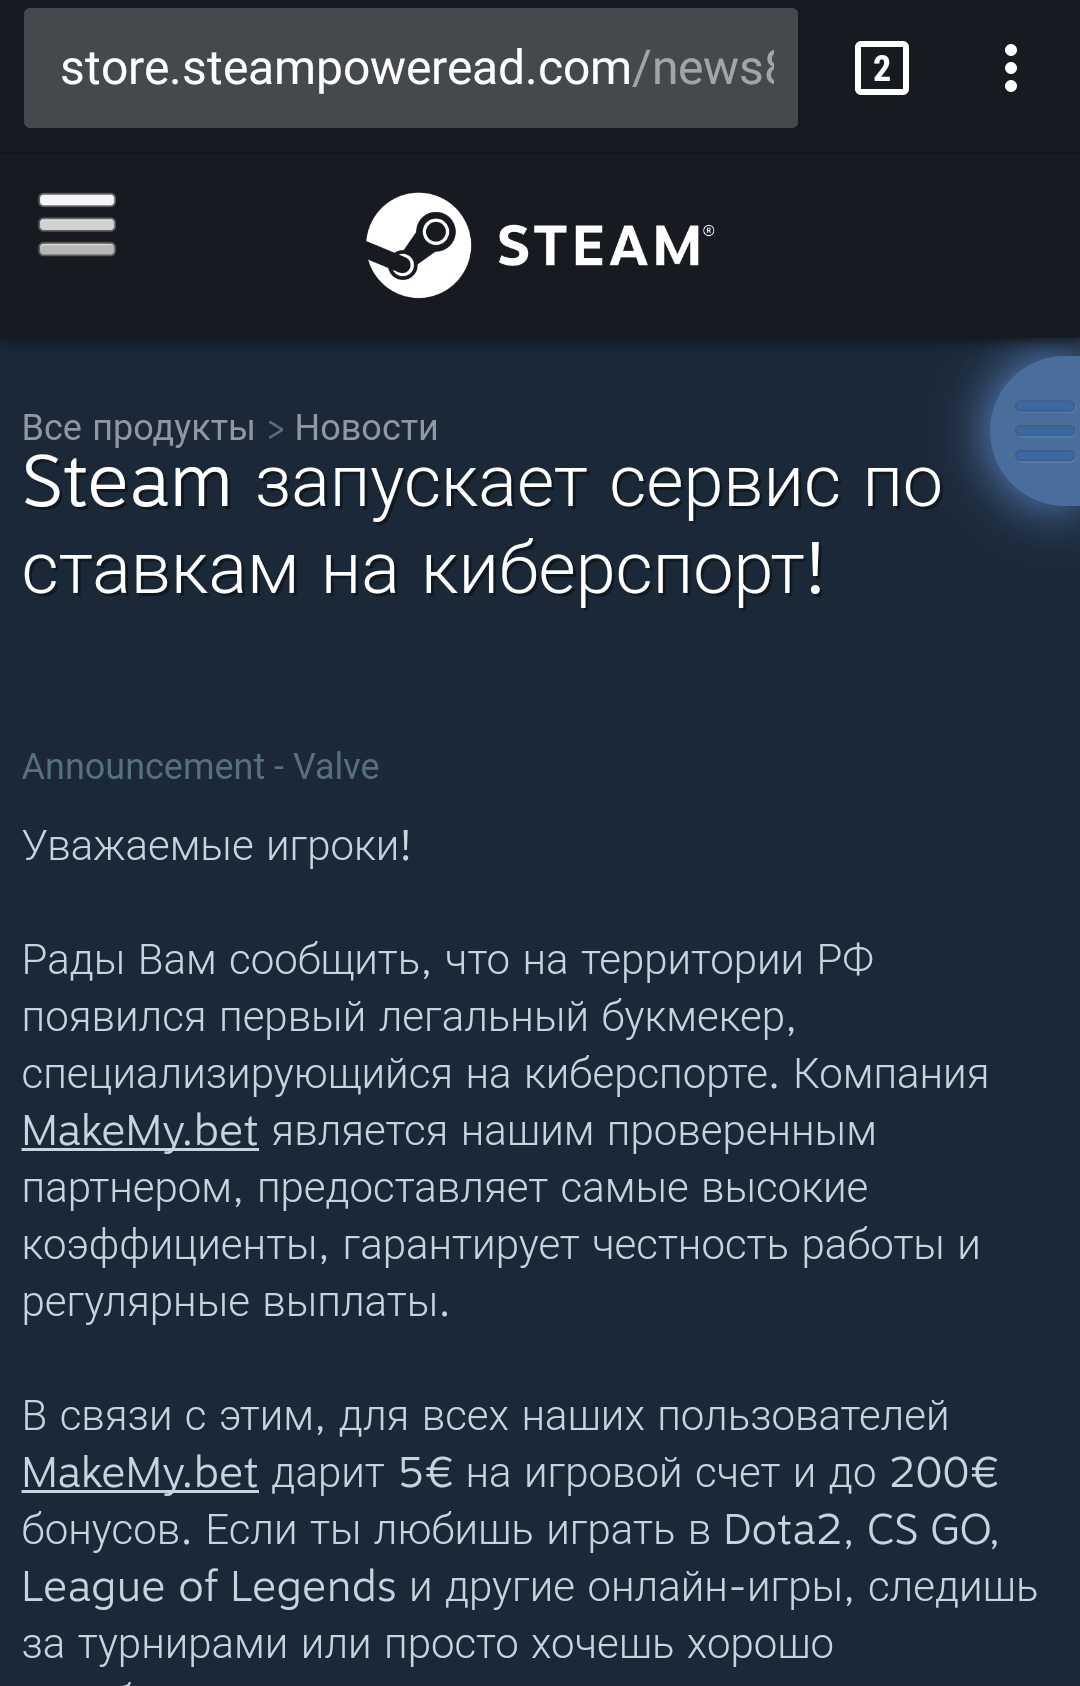 store.steampoweread.com/news
2
STEAM®
Все продукты > Новости
Steam запускает сервис по
ставкам на киберспорт!
Announcement - Valve
Уважаемые игроки!
Рады Вам сообщить, что на территории РФ
появился первый легальный букмекер,
специализирующийся на киберспорте. Компания
MakeMy.bet является нашим проверенным
партнером, предоставляет самые высокие
коэффициенты, гарантирует честность работы и
регулярные выплаты.
В связи с этим, для всех наших пользователей
MakeMy.bet дарит 5€ на игровой счет и до 200€
бонусов. Если ты любишь играть в Dota2, CS GO,
League of Legends и другие онлайн-игры, следишь
за турнирами или просто хочешь хорошо